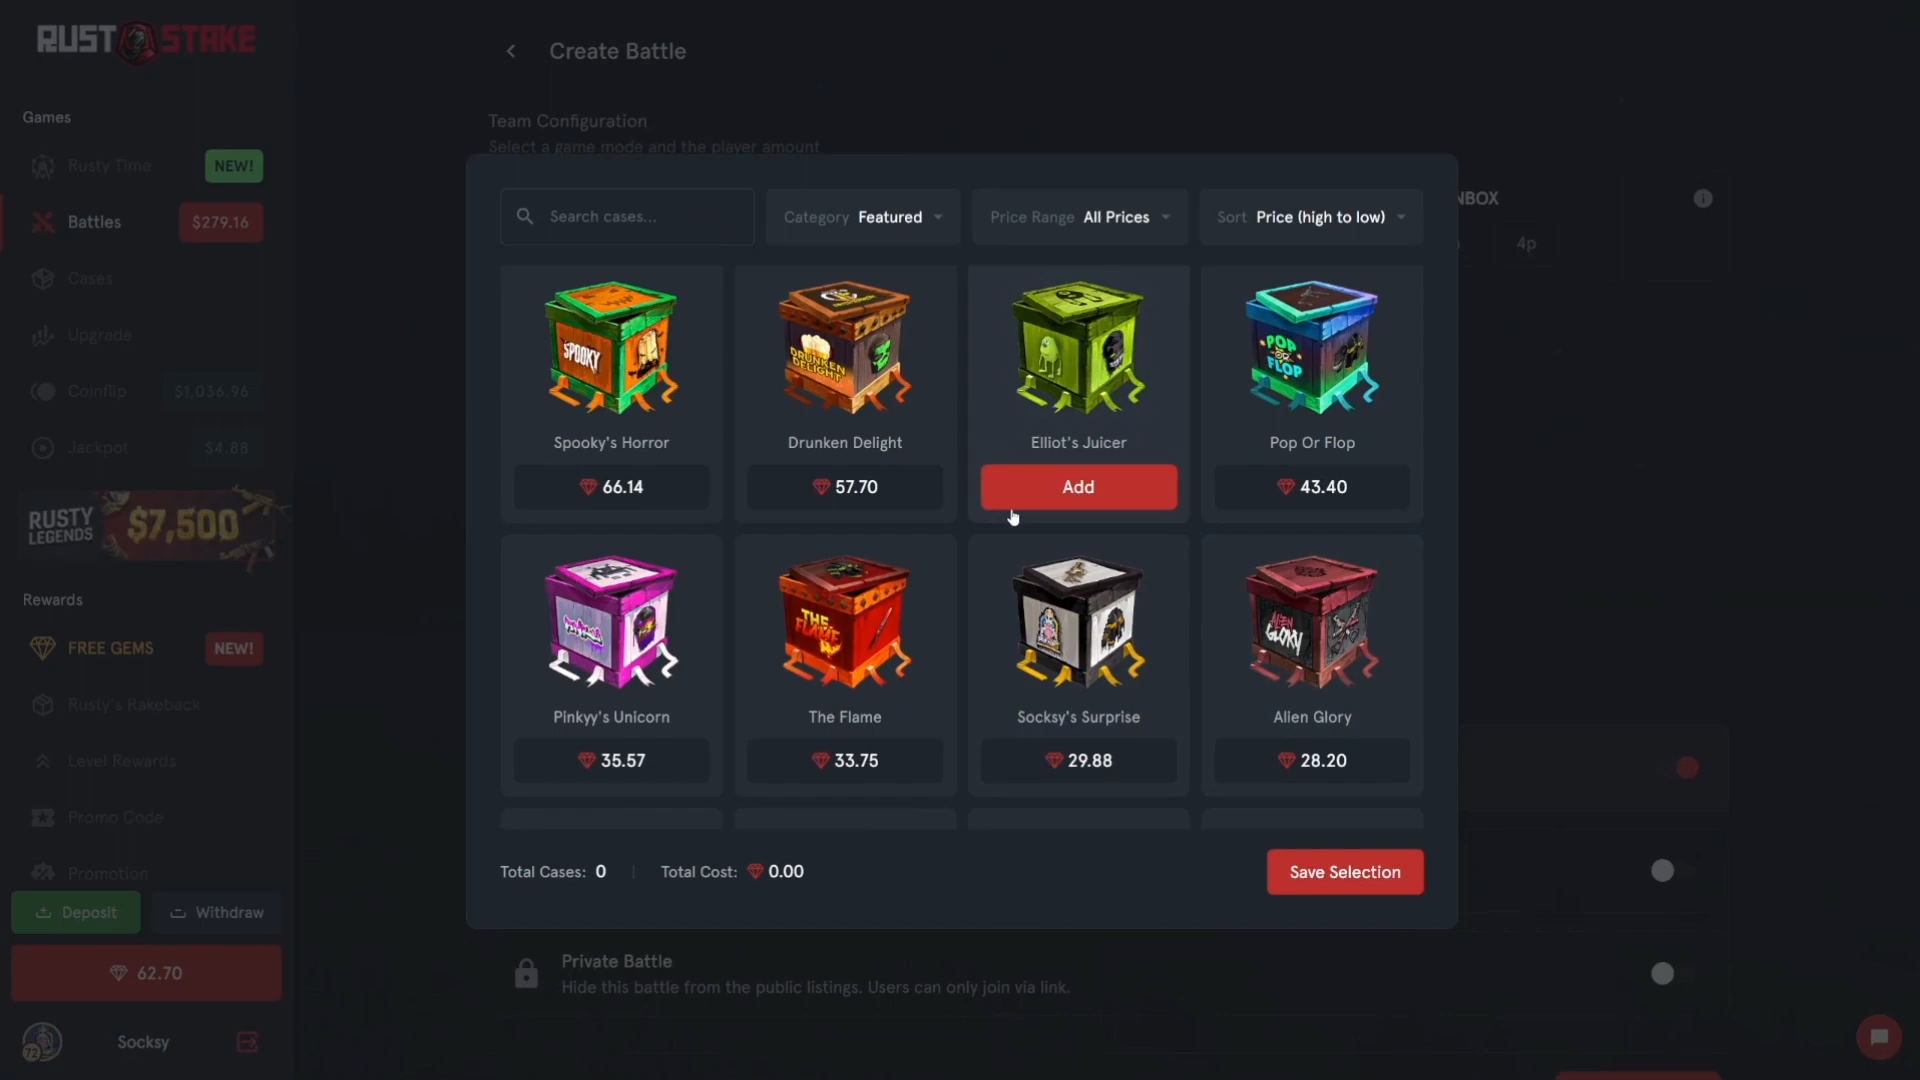 RUST STAKE
Create Battle
Games
Team Configuration
Select a game mode and the player amount
Rusty Time NEW!
Battles $279.16
Cases
Upgrade
Coinflip $1,036.96
Jackpot $4.88
RUSTY LEGENDS $7,500
Rewards
FREE GEMS NEW!
Rusty's Rakeback
Level Rewards
Promo Code
Promotion
Deposit Withdraw
62.70
72 Socksy
Search cases...
Category Featured
Price Range All Prices
Sort Price (high to low)
NBOX
4p
SPOOKY
DRUNKEN DELIGHT
POP OR FLOP
Spooky's Horror
Drunken Delight
Elliot's Juicer
Pop Or Flop
66.14
57.70
Add
43.40
THE FLAME
ALIEN GLORY
Pinkyy's Unicorn
The Flame
Socksy's Surprise
Alien Glory
35.57
33.75
29.88
28.20
Total Cases: 0
Total Cost: 0.00
Save Selection
Private Battle
Hide this battle from the public listings. Users can only join via link.